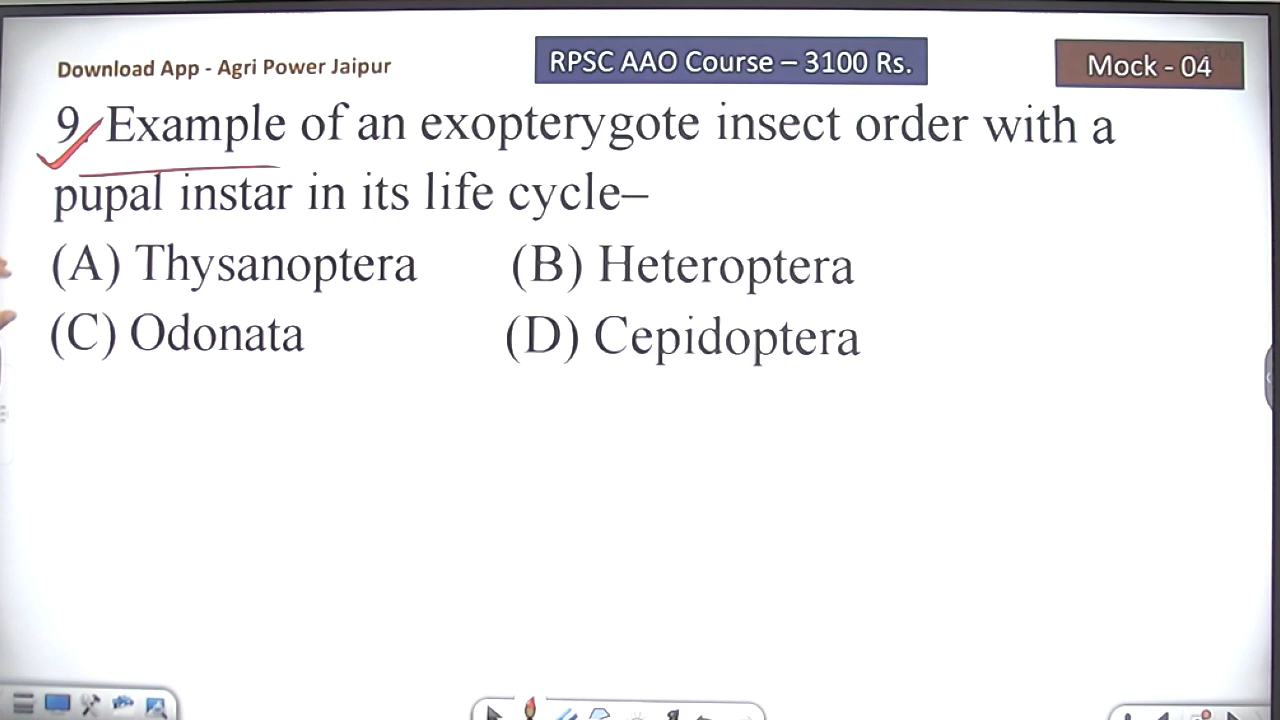 Download App - Agri Power Jaipur
RPSC AAO Course – 3100 Rs.
Mock - 04
9. Example of an exopterygote insect order with a
pupal instar in its life cycle–
(A) Thysanoptera (B) Heteroptera
(C) Odonata (D) Cepidoptera